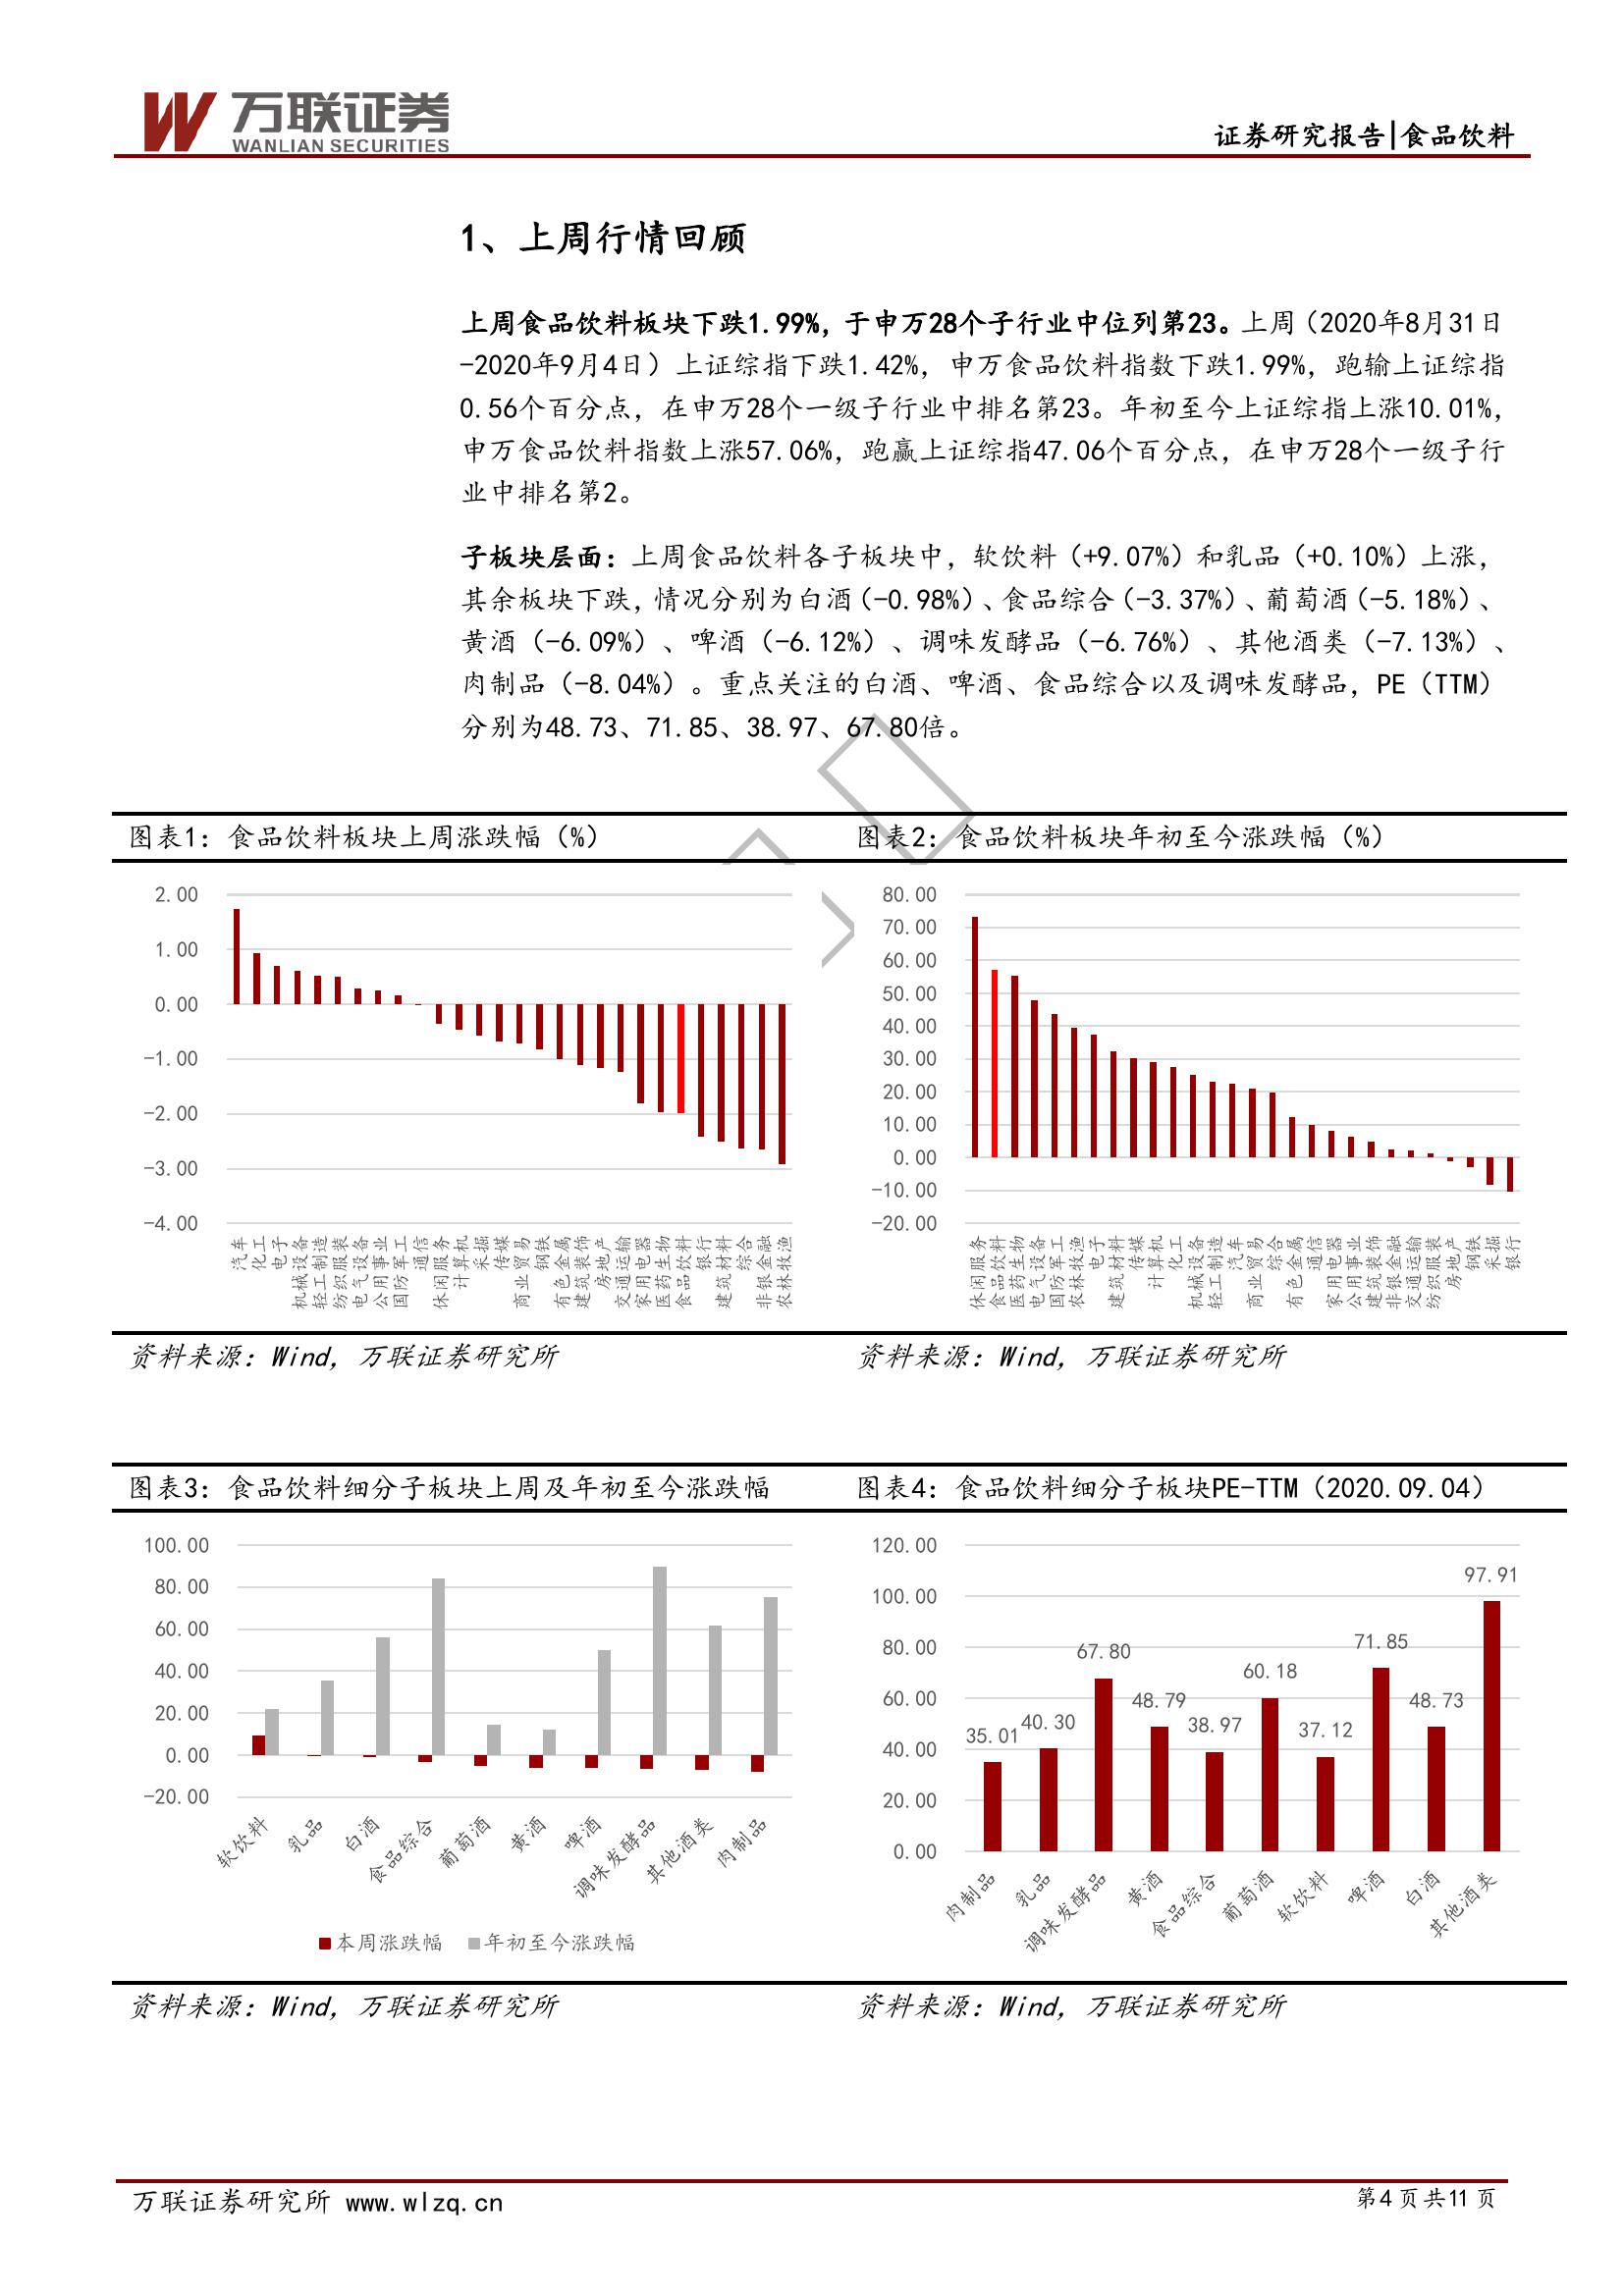 万联证券
WANLIAN SECURITIES
证券研究报告|食品饮料
1、上周行情回顾
上周食品饮料板块下跌1.99%，于申万28个子行业中位列第23。上周（2020年8月31日
-2020年9月4日）上证综指下跌1.42%，申万食品饮料指数下跌1.99%，跑输上证综指
0.56个百分点，在申万28个一级子行业中排名第23。年初至今上证综指上涨10.01%，
申万食品饮料指数上涨57.06%，跑赢上证综指47.06个百分点，在申万28个一级子行
业中排名第2。
子板块层面：上周食品饮料各子板块中，软饮料（+9.07%）和乳品（+0.10%）上涨，
其余板块下跌，情况分别为白酒（-0.98%）、食品综合（-3.37%）、葡萄酒（-5.18%）、
黄酒（-6.09%）、啤酒（-6.12%）、调味发酵品（-6.76%）、其他酒类（-7.13%）、
肉制品（-8.04%）。重点关注的白酒、啤酒、食品综合以及调味发酵品，PE（TTM）
分别为48.73、71.85、38.97、67.80倍。
图表1：食品饮料板块上周涨跌幅（%）
2.00
1.00
0.00
-1.00
-2.00
-3.00
-4.00
汽车
化工
电子
机械设备
轻工制造
纺织服装
电气设备
公用事业
国防军工
通信
休闲服务
计算机
采掘
传媒
商业贸易
钢铁
有色金属
建筑装饰
房地产
交通运输
家用电器
医药生物
食品饮料
银行
建筑材料
综合
非银金融
农林牧渔
资料来源：Wind，万联证券研究所
图表2：食品饮料板块年初至今涨跌幅（%）
80.00
70.00
60.00
50.00
40.00
30.00
20.00
10.00
0.00
-10.00
-20.00
休闲服务
食品饮料
医药生物
电气设备
国防军工
农林牧渔
电子
建筑材料
传媒
计算机
化工
机械设备
轻工制造
汽车
商业贸易
综合
有色金属
通信
家用电器
公用事业
建筑装饰
非银金融
交通运输
纺织服装
房地产
钢铁
采掘
银行
资料来源：Wind，万联证券研究所
图表3：食品饮料细分子板块上周及年初至今涨跌幅
100.00
80.00
60.00
40.00
20.00
0.00
-20.00
软饮料
乳品
白酒
食品综合
葡萄酒
黄酒
啤酒
调味发酵品
其他酒类
肉制品
本周涨跌幅 年初至今涨跌幅
资料来源：Wind，万联证券研究所
图表4：食品饮料细分子板块PE-TTM（2020.09.04）
120.00
100.00
80.00
60.00
40.00
20.00
0.00
35.01
40.30
67.80
48.79
38.97
60.18
37.12
71.85
48.73
97.91
肉制品
乳品
调味发酵品
黄酒
食品综合
葡萄酒
软饮料
啤酒
白酒
其他酒类
资料来源：Wind，万联证券研究所
万联证券研究所 www.wlzq.cn
第4页共11页